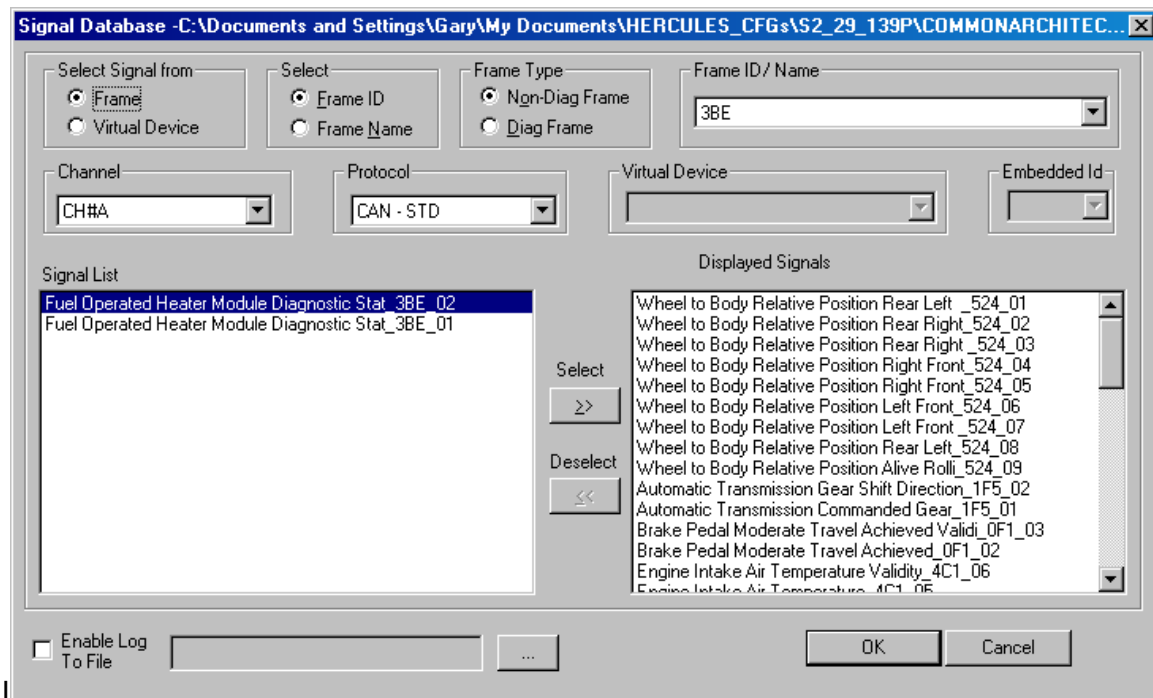 Signal Database -C:\Documents and Settings\Gary\My Documents\HERCULES_CFGs\S2_29_139P\COMMONARCHITEC...
Select Signal from
Frame
Virtual Device
Select
Frame ID
Frame Name
Frame Type
Non-Diag Frame
Diag Frame
Frame ID/ Name
3BE
Channel
CH#A
Protocol
CAN - STD
Virtual Device
Embedded Id
Signal List
Fuel Operated Heater Module Diagnostic Stat_3BE_02
Fuel Operated Heater Module Diagnostic Stat_3BE_01
Select
>>
Deselect
<<
Displayed Signals
Wheel to Body Relative Position Rear Left _524_01
Wheel to Body Relative Position Rear Right_524_02
Wheel to Body Relative Position Rear Right _524_03
Wheel to Body Relative Position Right Front_524_04
Wheel to Body Relative Position Right Front_524_05
Wheel to Body Relative Position Left Front_524_06
Wheel to Body Relative Position Left Front _524_07
Wheel to Body Relative Position Rear Left_524_08
Wheel to Body Relative Position Alive Rolli_524_09
Automatic Transmission Gear Shift Direction_1F5_02
Automatic Transmission Commanded Gear_1F5_01
Brake Pedal Moderate Travel Achieved Validi_0F1_03
Brake Pedal Moderate Travel Achieved_0F1_02
Engine Intake Air Temperature Validity_4C1_06
Engine Intake Air Temperature_4C1_05
Enable Log
To File
...
OK
Cancel